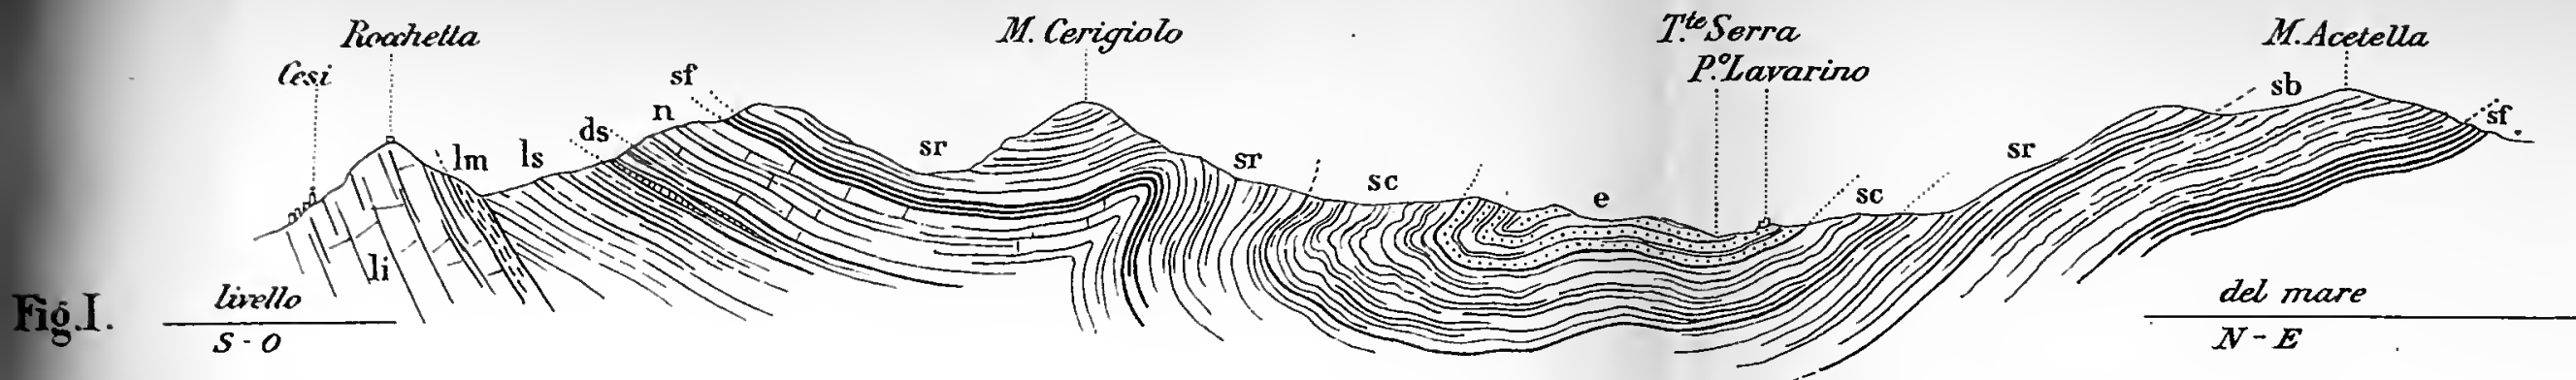 Rocchetta
Cesi
M. Cerigiolo
T.te Serra
P.o Lavarino
M. Acetella
sf
n
ds
ls
lm
li
sr
sr
sc
e
sc
sr
sb
sf
Fig. I.
livello
S - O
del mare
N - E